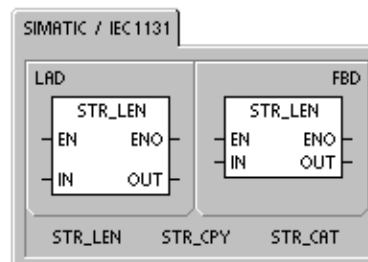 SIMATIC / IEC1131
LAD FBD
STR_LEN STR_LEN
EN ENO EN ENO
IN OUT IN OUT
STR_LEN STR_CPY STR_CAT